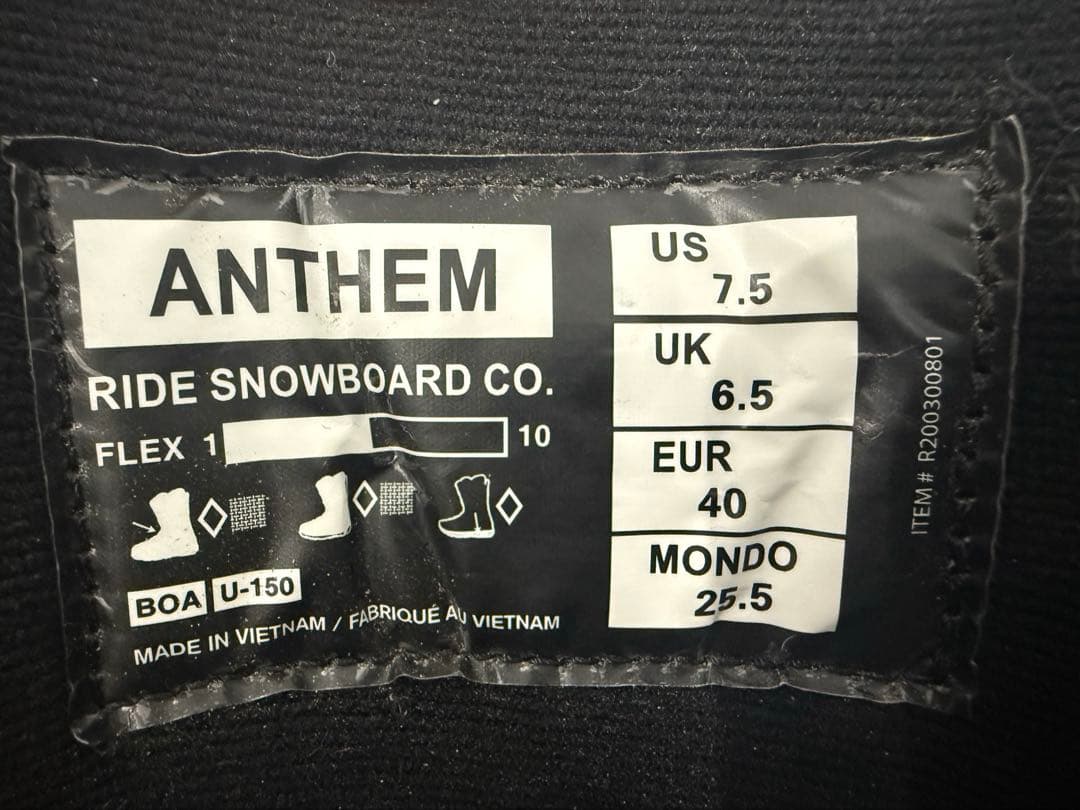 ANTHEM
RIDE SNOWBOARD CO.
FLEX 1 10
BOA U-150
MADE IN VIETNAM / FABRIQUÉ AU VIETNAM
US
7.5
UK
6.5
EUR
40
MONDO
25.5
ITEM # R200300801